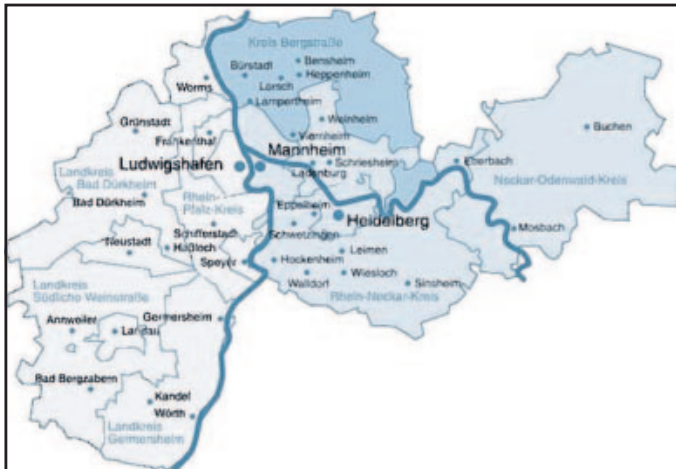 Kreis Bergstraße
Bensheim
Bürstadt
Heppenheim
Worms
Lorsch
Lampertheim
Weinheim
Grünstadt
Viernheim
Buchen
Frankenthal
Mannheim
Ludwigshafen
Schriesheim
Eberbach
Ladenburg
Landkreis
Bad Dürkheim
Neckar-Odenwald-Kreis
Bad Dürkheim
Rhein-
Pfalz-Kreis
Eppelheim
Heidelberg
Schifferstadt
Schwetzingen
Mosbach
Neustadt
Haßloch
Leimen
Speyer
Hockenheim
Wiesloch
Walldorf
Sinsheim
Landkreis
Südliche Weinstraße
Rhein-Neckar-Kreis
Germersheim
Annweiler
Landau
Bad Bergzabern
Kandel
Wörth
Landkreis
Germersheim